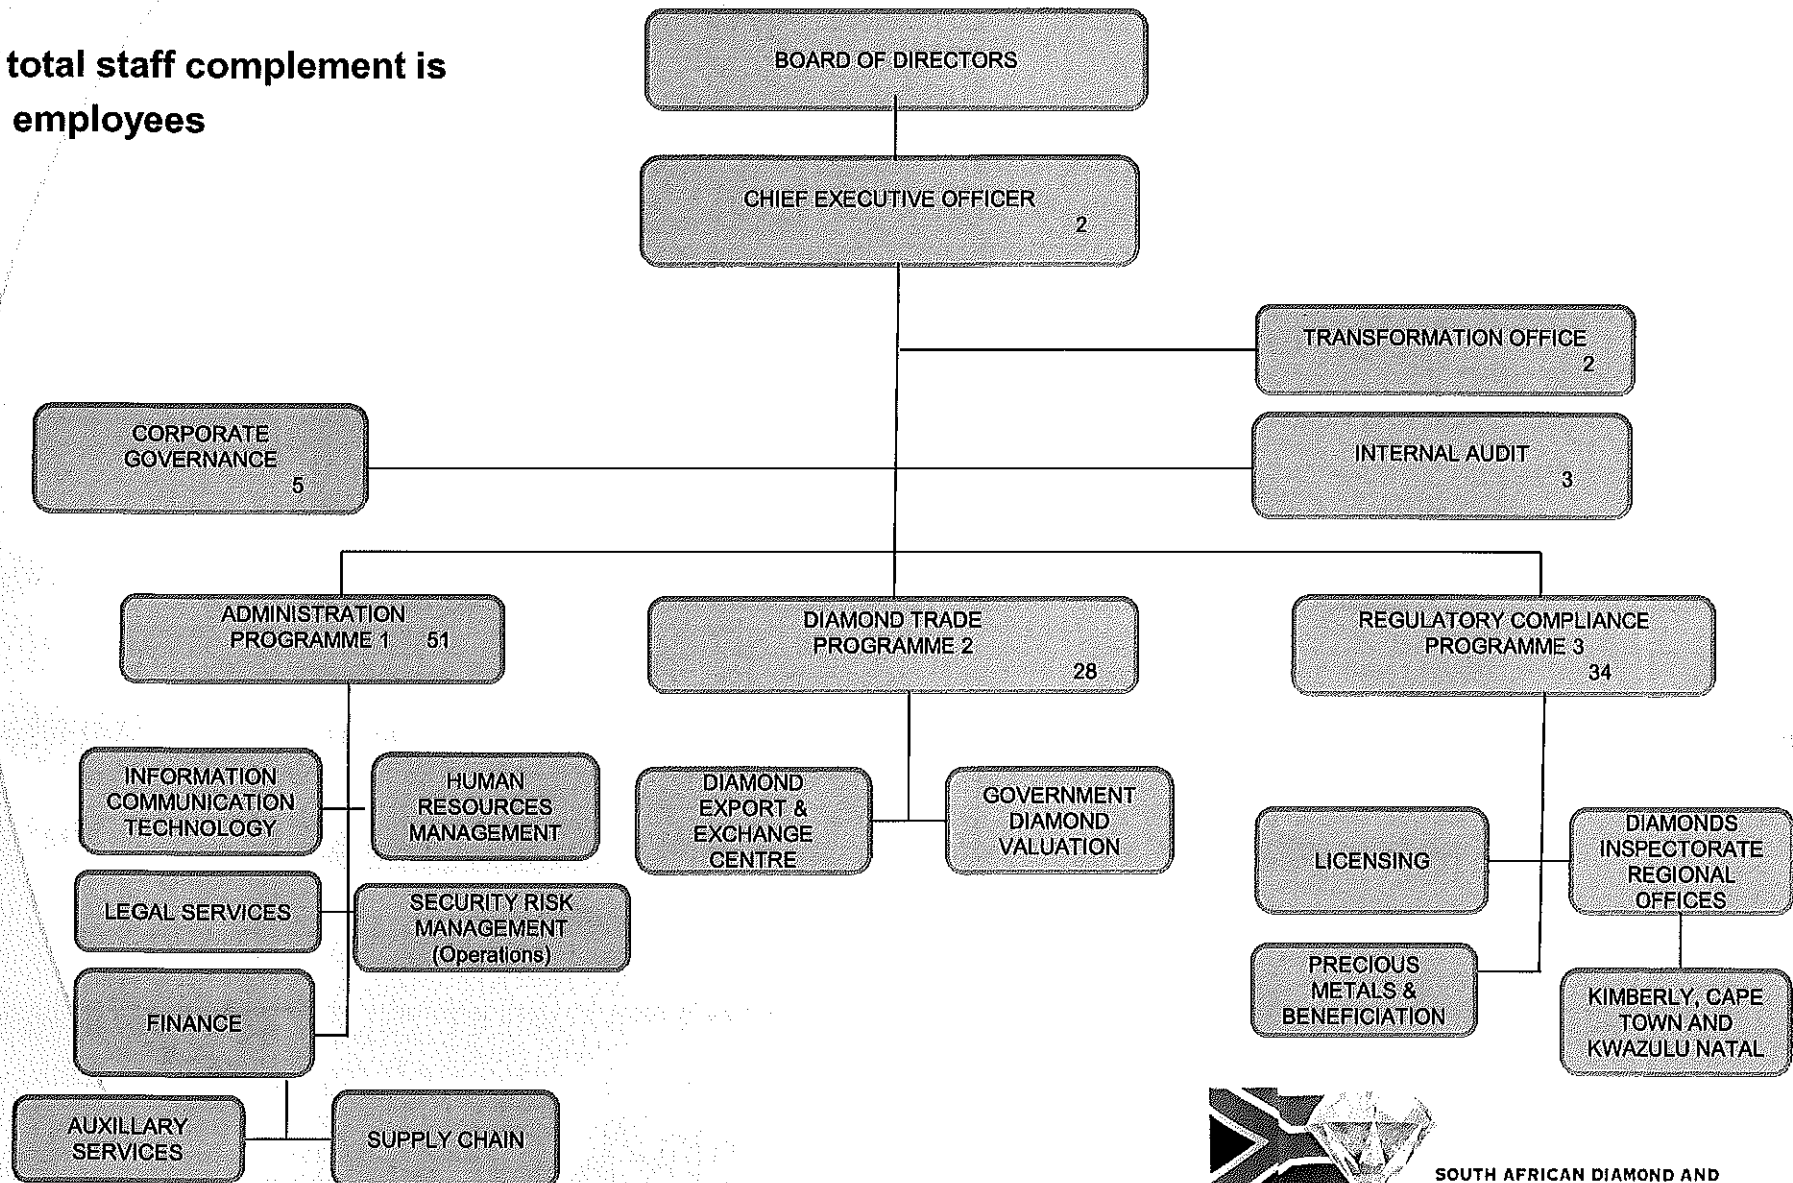 total staff complement is
employees
BOARD OF DIRECTORS
CHIEF EXECUTIVE OFFICER
2
TRANSFORMATION OFFICE
2
CORPORATE
GOVERNANCE
5
INTERNAL AUDIT
3
ADMINISTRATION
PROGRAMME 1 51
DIAMOND TRADE
PROGRAMME 2
28
REGULATORY COMPLIANCE
PROGRAMME 3
34
INFORMATION
COMMUNICATION
TECHNOLOGY
HUMAN
RESOURCES
MANAGEMENT
DIAMOND
EXPORT &
EXCHANGE
CENTRE
GOVERNMENT
DIAMOND
VALUATION
LICENSING
DIAMONDS
INSPECTORATE
REGIONAL
OFFICES
LEGAL SERVICES
SECURITY RISK
MANAGEMENT
(Operations)
PRECIOUS
METALS &
BENEFICIATION
KIMBERLY, CAPE
TOWN AND
KWAZULU NATAL
FINANCE
AUXILLARY
SERVICES
SUPPLY CHAIN
SOUTH AFRICAN DIAMOND AND